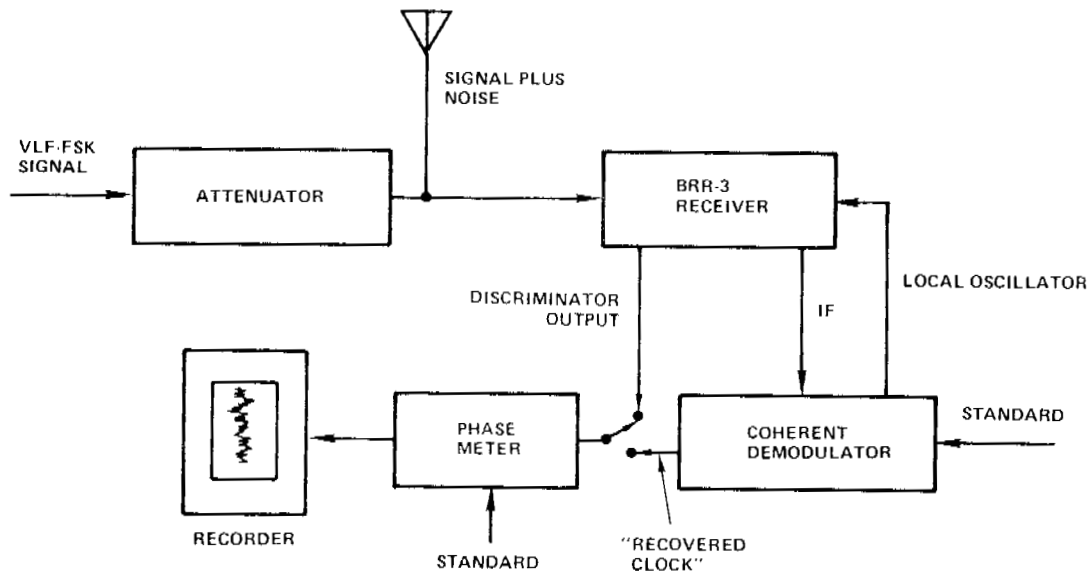 SIGNAL PLUS
NOISE
VLF-FSK
SIGNAL
ATTENUATOR
BRR-3
RECEIVER
DISCRIMINATOR
OUTPUT
IF
LOCAL OSCILLATOR
PHASE
METER
COHERENT
DEMODULATOR
STANDARD
RECORDER
STANDARD
"RECOVERED
CLOCK"